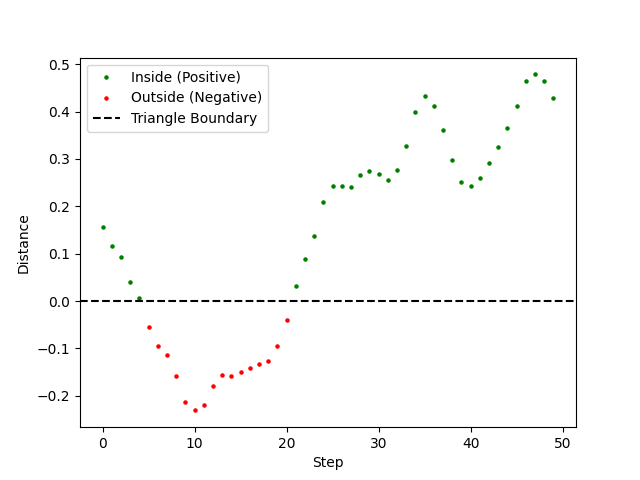 Inside (Positive)
Outside (Negative)
Triangle Boundary
Distance
0.5
0.4
0.3
0.2
0.1
0.0
−0.1
−0.2
0 10 20 30 40 50
Step